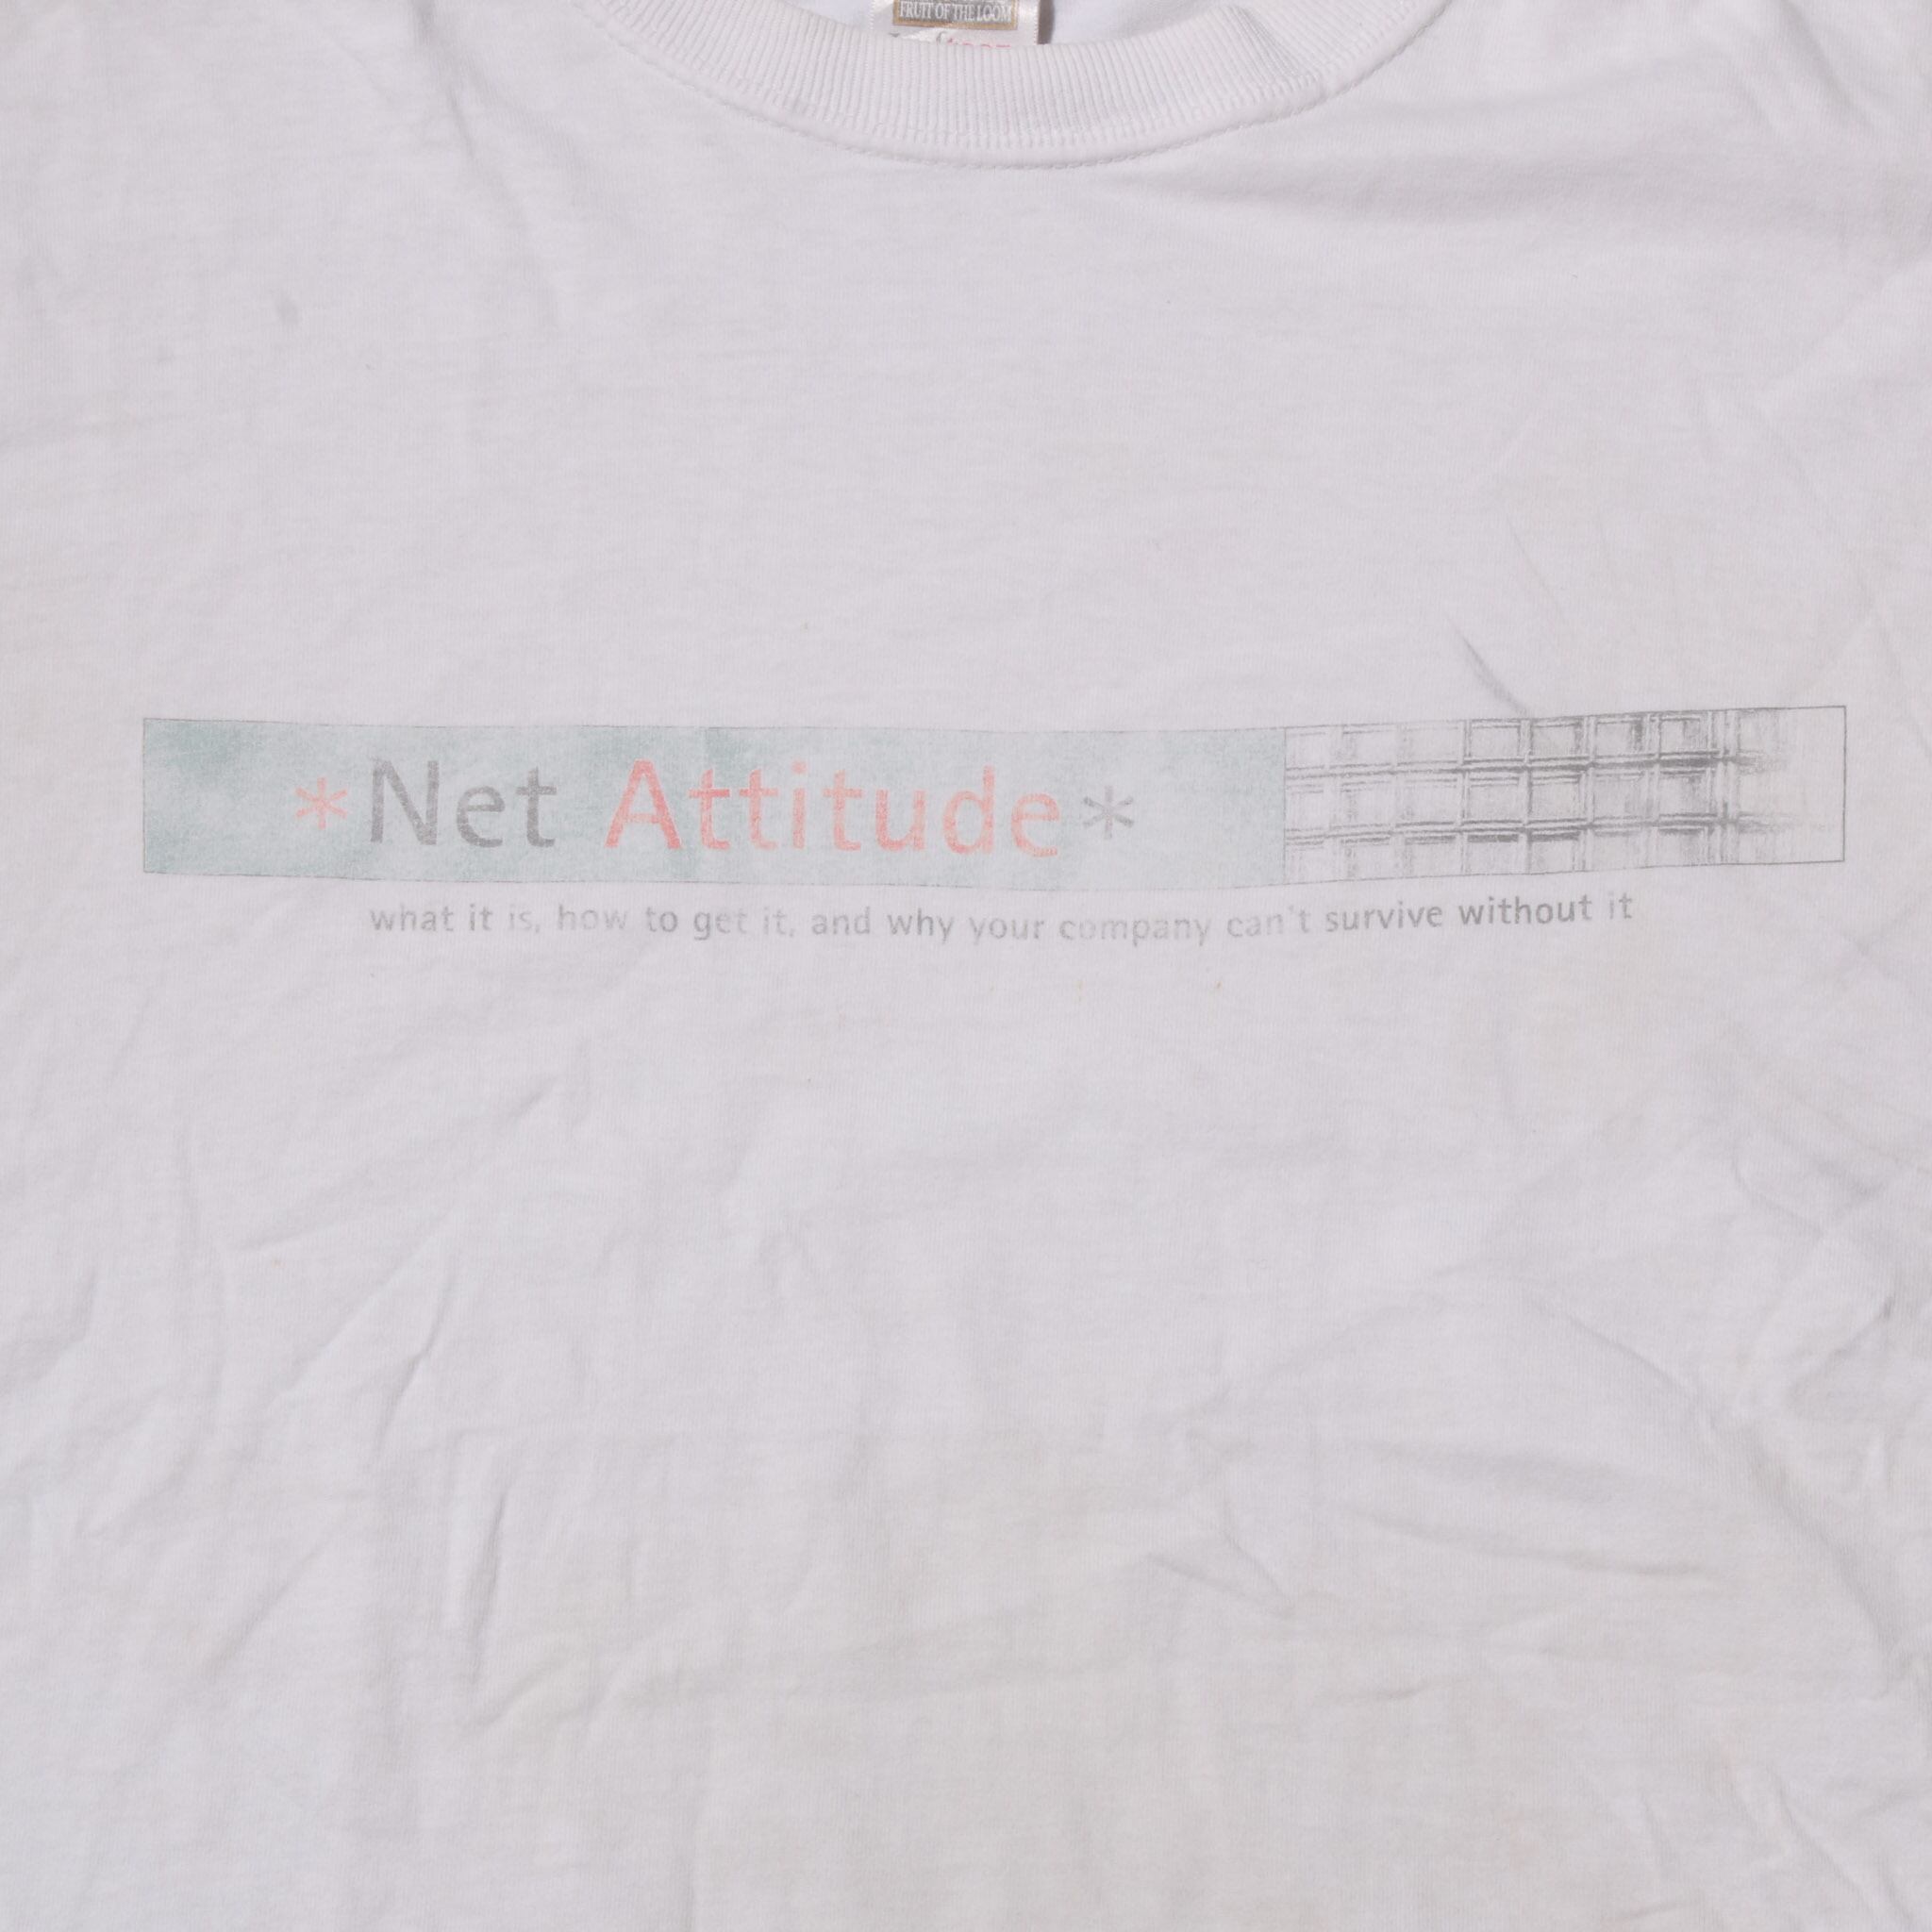 FRUIT OF THE LOOM
*Net Attitude*
what it is, how to get it, and why your company can't survive without it